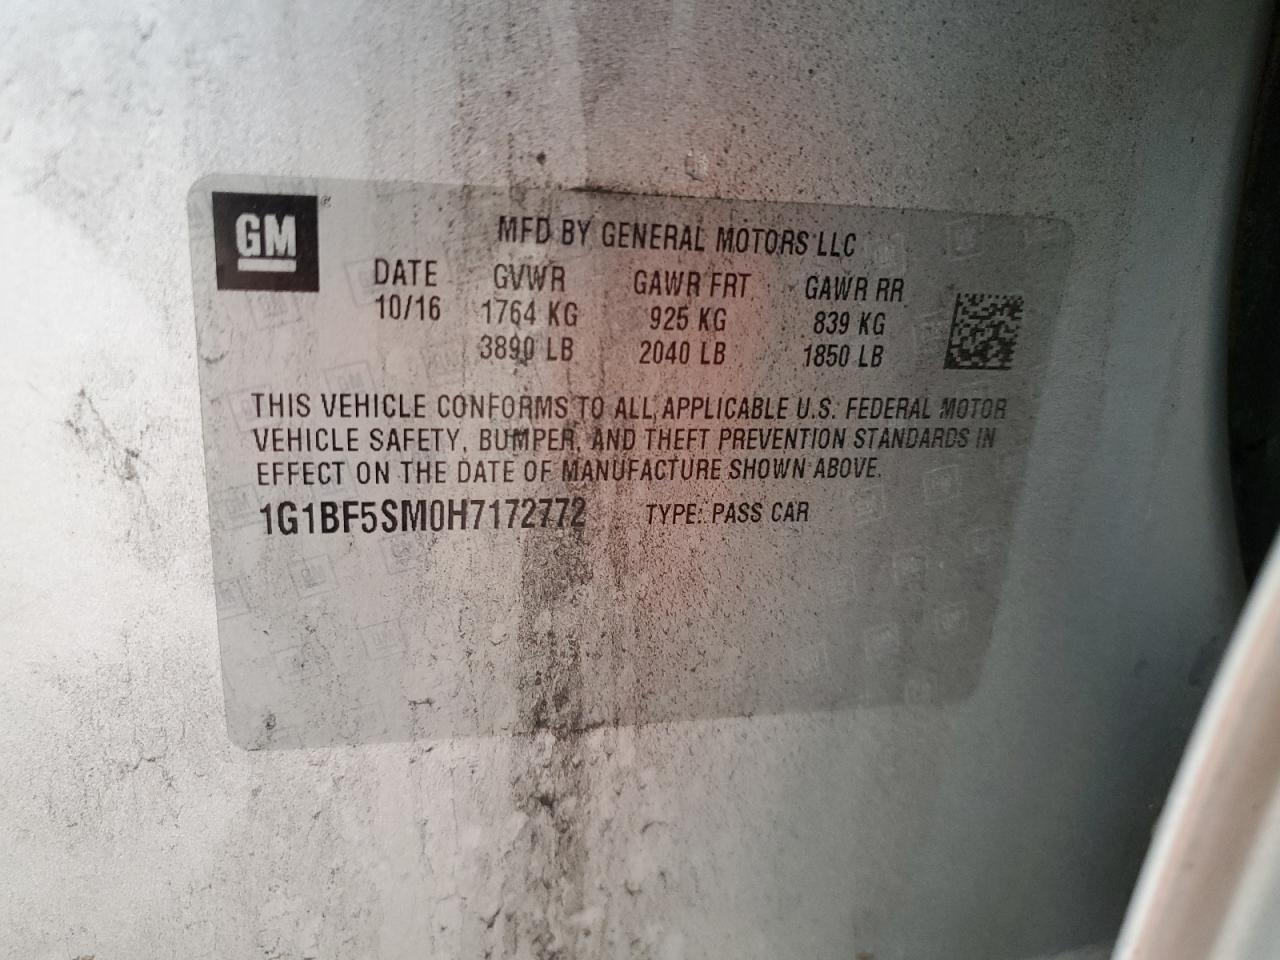 GM
MFD BY GENERAL MOTORS LLC
DATE GVWR GAWR FRT GAWR RR
10/16 1764 KG 925 KG 839 KG
3890 LB 2040 LB 1850 LB
THIS VEHICLE CONFORMS TO ALL APPLICABLE U.S. FEDERAL MOTOR
VEHICLE SAFETY, BUMPER, AND THEFT PREVENTION STANDARDS IN
EFFECT ON THE DATE OF MANUFACTURE SHOWN ABOVE.
1G1BF5SM0H7172772 TYPE: PASS CAR